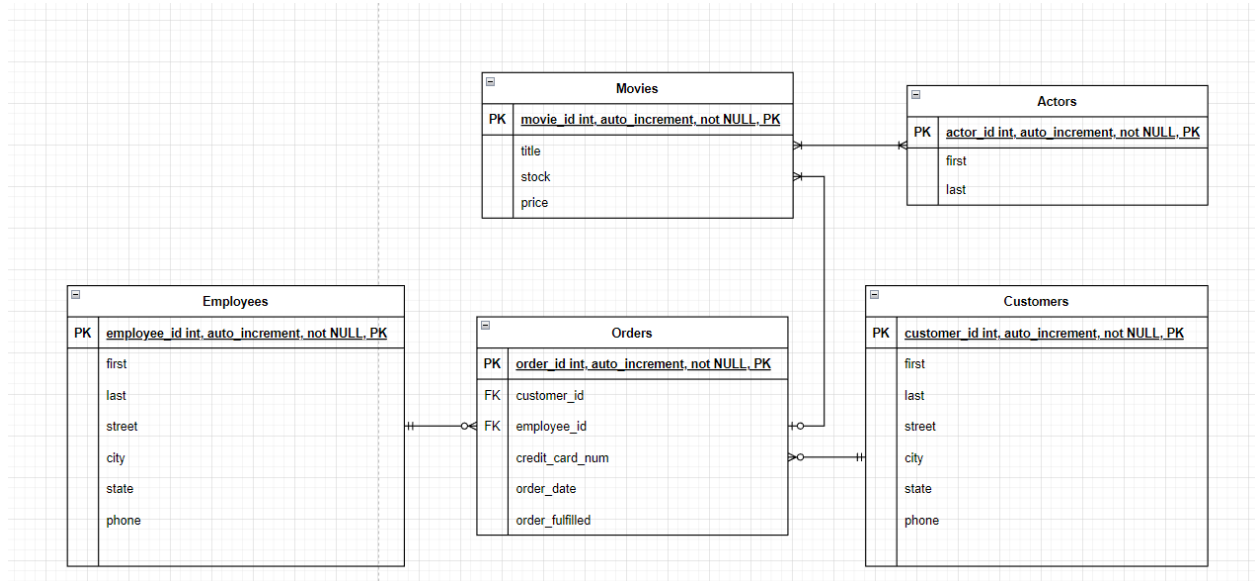 Movies
PK movie_id int, auto_increment, not NULL, PK
title
stock
price
Actors
PK actor_id int, auto_increment, not NULL, PK
first
last
Employees
PK employee_id int, auto_increment, not NULL, PK
first
last
street
city
state
phone
Orders
PK order_id int, auto_increment, not NULL, PK
FK customer_id
FK employee_id
credit_card_num
order_date
order_fulfilled
Customers
PK customer_id int, auto_increment, not NULL, PK
first
last
street
city
state
phone